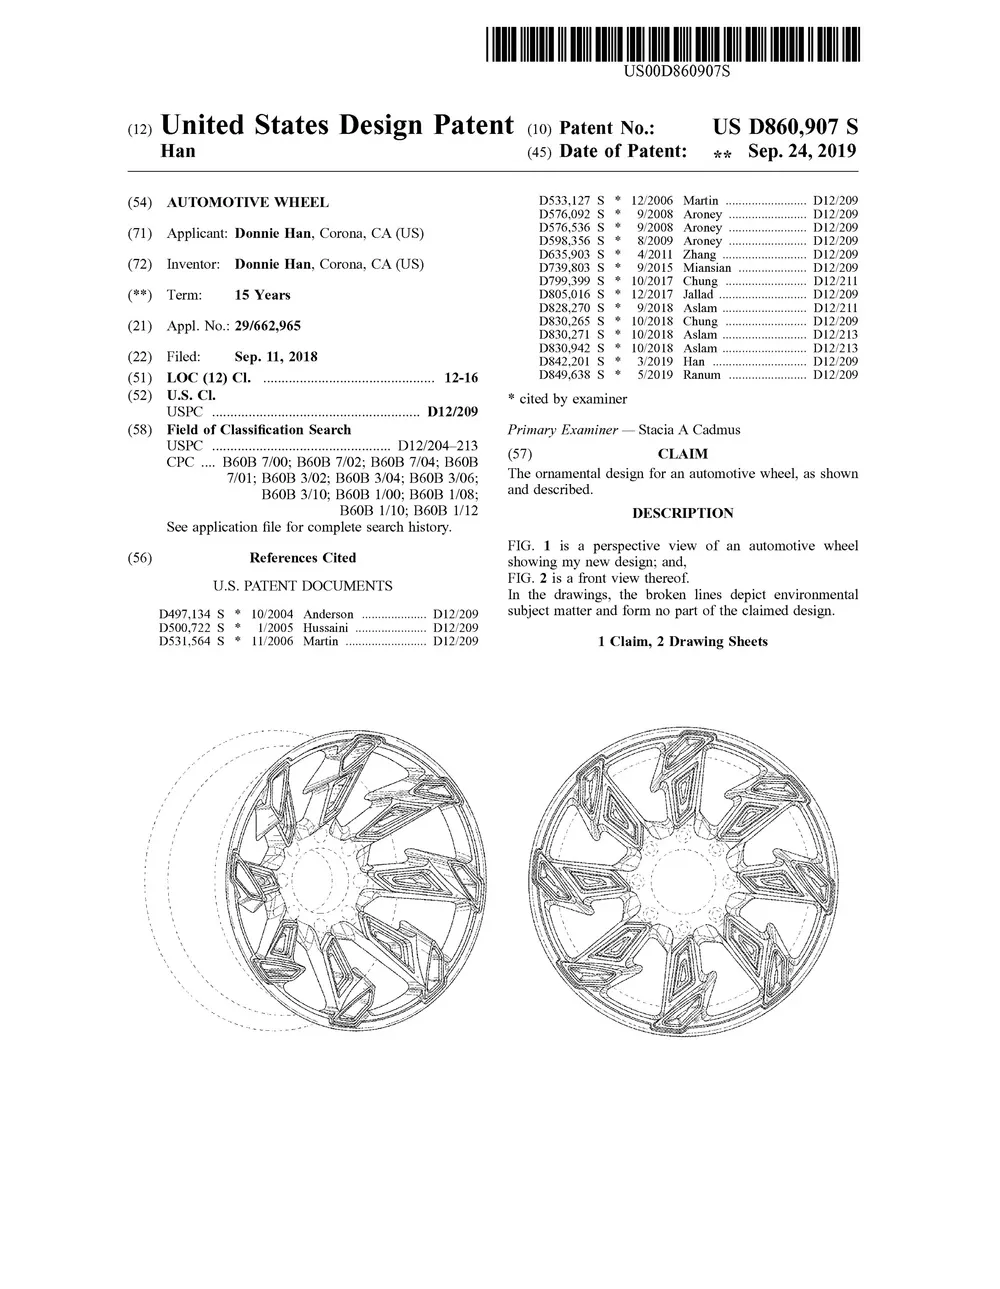 US00D860907S
(12) United States Design Patent
Han
(10) Patent No.: US D860,907 S
(45) Date of Patent: ** Sep. 24, 2019
(54) AUTOMOTIVE WHEEL
(71) Applicant: Donnie Han, Corona, CA (US)
(72) Inventor: Donnie Han, Corona, CA (US)
(**) Term: 15 Years
(21) Appl. No.: 29/662,965
(22) Filed: Sep. 11, 2018
(51) LOC (12) Cl. ............................................... 12-16
(52) U.S. Cl.
USPC ......................................................... D12/209
(58) Field of Classification Search
USPC ................................................. D12/204–213
CPC .... B60B 7/00; B60B 7/02; B60B 7/04; B60B
7/01; B60B 3/02; B60B 3/04; B60B 3/06;
B60B 3/10; B60B 1/00; B60B 1/08;
B60B 1/10; B60B 1/12
See application file for complete search history.
(56) References Cited
U.S. PATENT DOCUMENTS
D497,134 S * 10/2004 Anderson .................... D12/209
D500,722 S * 1/2005 Hussaini ...................... D12/209
D531,564 S * 11/2006 Martin ......................... D12/209
D533,127 S * 12/2006 Martin ......................... D12/209
D576,092 S * 9/2008 Aroney ........................ D12/209
D576,536 S * 9/2008 Aroney ........................ D12/209
D598,356 S * 8/2009 Aroney ........................ D12/209
D635,903 S * 4/2011 Zhang .......................... D12/209
D739,803 S * 9/2015 Miansian ..................... D12/209
D799,399 S * 10/2017 Chung ......................... D12/211
D805,016 S * 12/2017 Jallad ........................... D12/209
D828,270 S * 9/2018 Aslam .......................... D12/211
D830,265 S * 10/2018 Chung ......................... D12/209
D830,271 S * 10/2018 Aslam .......................... D12/213
D830,942 S * 10/2018 Aslam .......................... D12/213
D842,201 S * 3/2019 Han ............................. D12/209
D849,638 S * 5/2019 Ranum ........................ D12/209
* cited by examiner
Primary Examiner — Stacia A Cadmus
(57) CLAIM
The ornamental design for an automotive wheel, as shown
and described.
DESCRIPTION
FIG. 1 is a perspective view of an automotive wheel
showing my new design; and,
FIG. 2 is a front view thereof.
In the drawings, the broken lines depict environmental
subject matter and form no part of the claimed design.
1 Claim, 2 Drawing Sheets